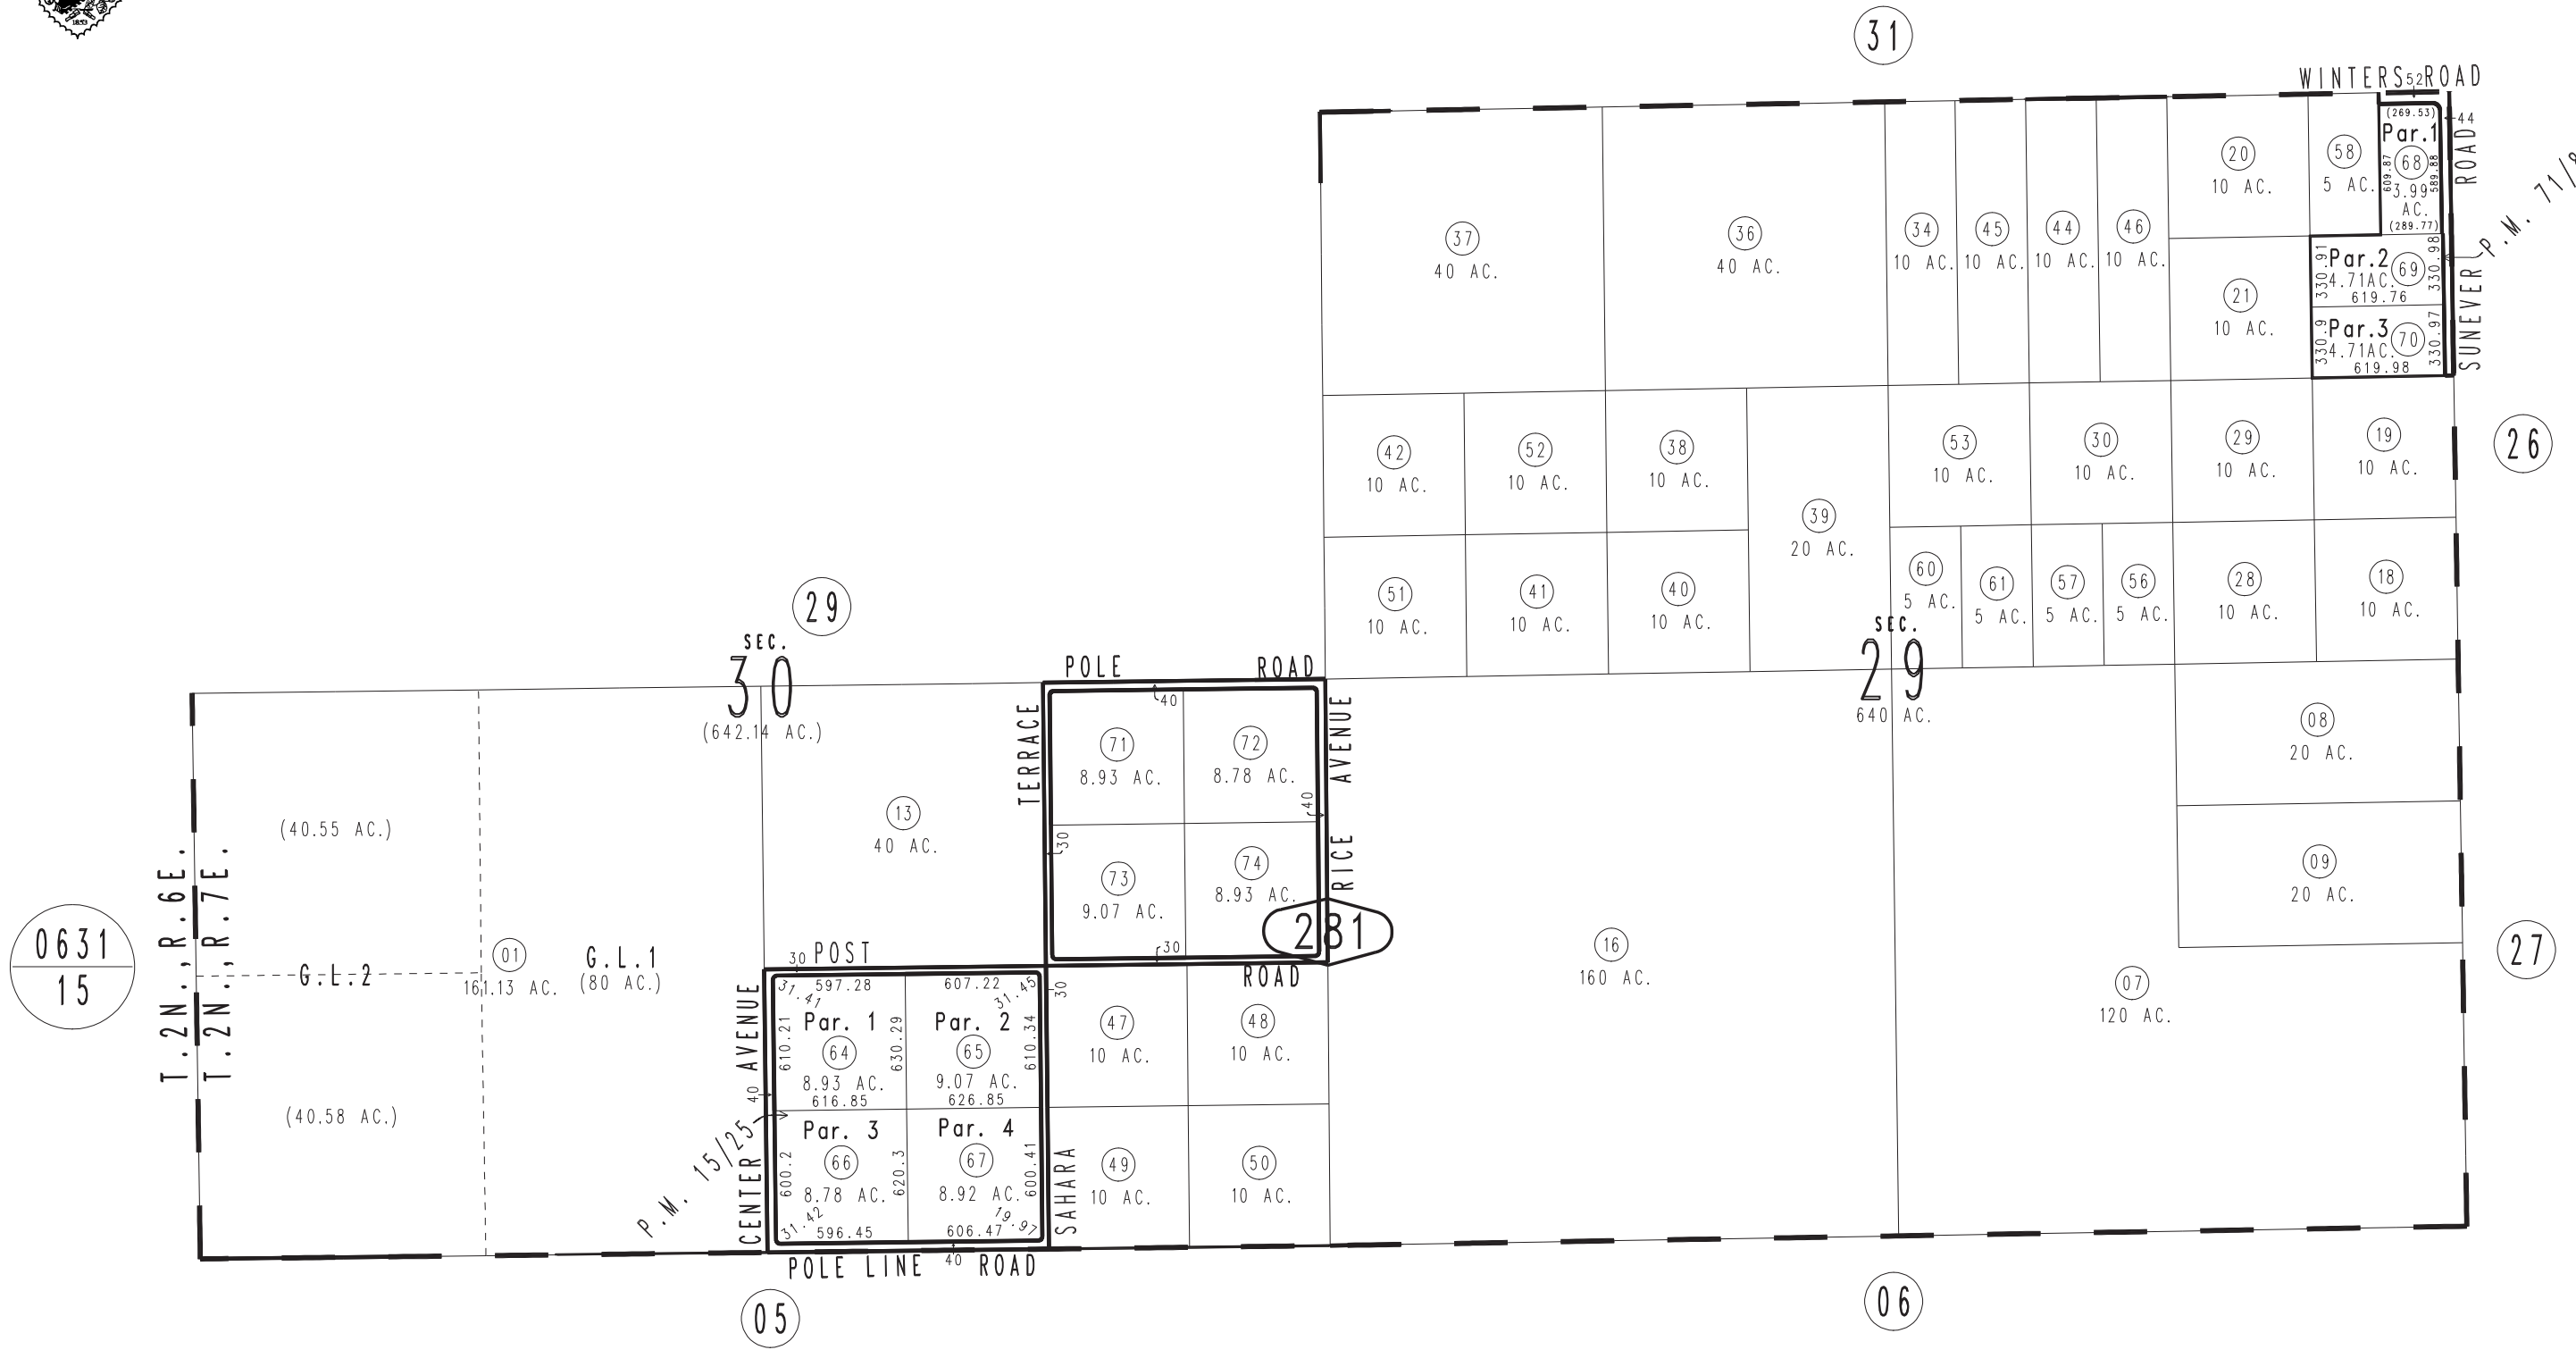 1853
31
WINTERS ROAD
52
44
ROAD
SUNEVER
(269.53)
Par.1
68
609.87
589.88
3.99
AC.
(289.77)
37
40 AC.
36
40 AC.
34
10 AC.
45
10 AC.
44
10 AC.
46
10 AC.
20
10 AC.
58
5 AC.
21
10 AC.
Par.2
69
4.71AC.
330.91
330.98
619.76
Par.3
70
4.71AC.
330.9
330.97
619.98
42
10 AC.
52
10 AC.
38
10 AC.
39
20 AC.
53
10 AC.
30
10 AC.
29
10 AC.
19
10 AC.
26
51
10 AC.
41
10 AC.
40
10 AC.
60
5 AC.
61
5 AC.
57
5 AC.
56
5 AC.
28
10 AC.
18
10 AC.
29
SEC.
30
(642.14 AC.)
SEC.
29
640 AC.
POLE ROAD
40
TERRACE
30
71
8.93 AC.
72
8.78 AC.
73
9.07 AC.
74
8.93 AC.
30
40
RICE AVENUE
281
08
20 AC.
09
20 AC.
13
40 AC.
(40.55 AC.)
0631
15
T.2N.,R.6E.
T.2N.,R.7E.
G.L.2
01
161.13 AC.
G.L.1
(80 AC.)
(40.58 AC.)
30
POST ROAD
CENTER AVENUE
40
P.M. 15/25
31.41
597.28
607.22
31.45
Par. 1
64
8.93 AC.
610.21
630.29
616.85
Par. 2
65
9.07 AC.
610.34
626.85
Par. 3
66
8.78 AC.
600.2
620.3
31.42
596.45
Par. 4
67
8.92 AC.
600.41
606.47
19.97
30
SAHARA
47
10 AC.
48
10 AC.
49
10 AC.
50
10 AC.
16
160 AC.
07
120 AC.
27
POLE LINE ROAD
40
05
06